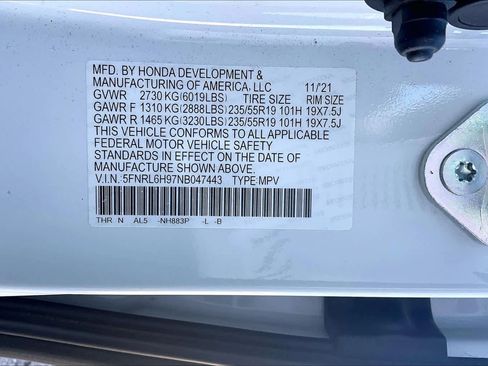 MFD. BY HONDA DEVELOPMENT &
MANUFACTURING OF AMERICA, LLC 11/21
GVWR 2730 KG(6019LBS) TIRE SIZE RIM SIZE
GAWR F 1310 KG(2888LBS) 235/55R19 101H 19X7.5J
GAWR R 1465 KG(3230LBS) 235/55R19 101H 19X7.5J
THIS VEHICLE CONFORMS TO ALL APPLICABLE
FEDERAL MOTOR VEHICLE SAFETY
STANDARDS IN EFFECT ON THE DATE OF
MANUFACTURE SHOWN ABOVE.
V.I.N.: 5FNRL6H97NB047443 TYPE:MPV
THR N AL5 -NH883P -L -B